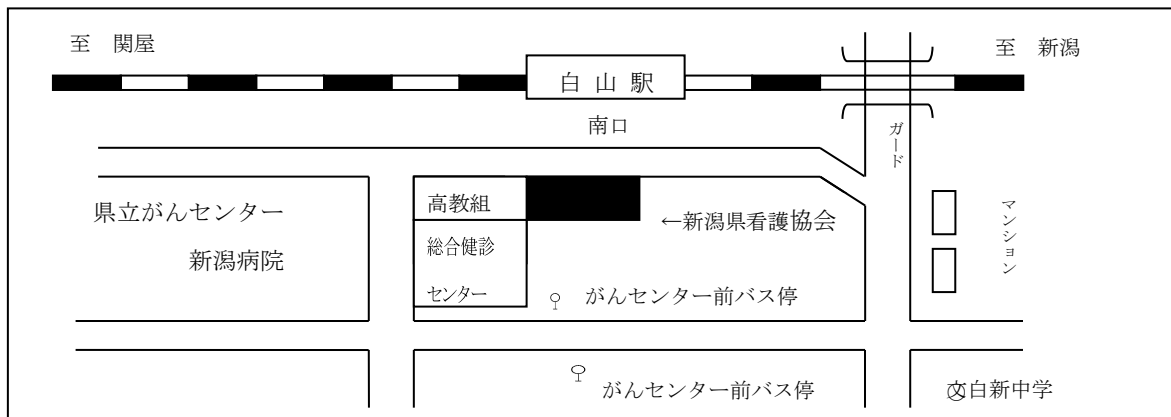 至　関屋
至　新潟
白 山 駅
南口
ガード
高教組
県立がんセンター
新潟病院
←新潟県看護協会
総合健診
センター
マンション
がんセンター前バス停
がんセンター前バス停
文白新中学